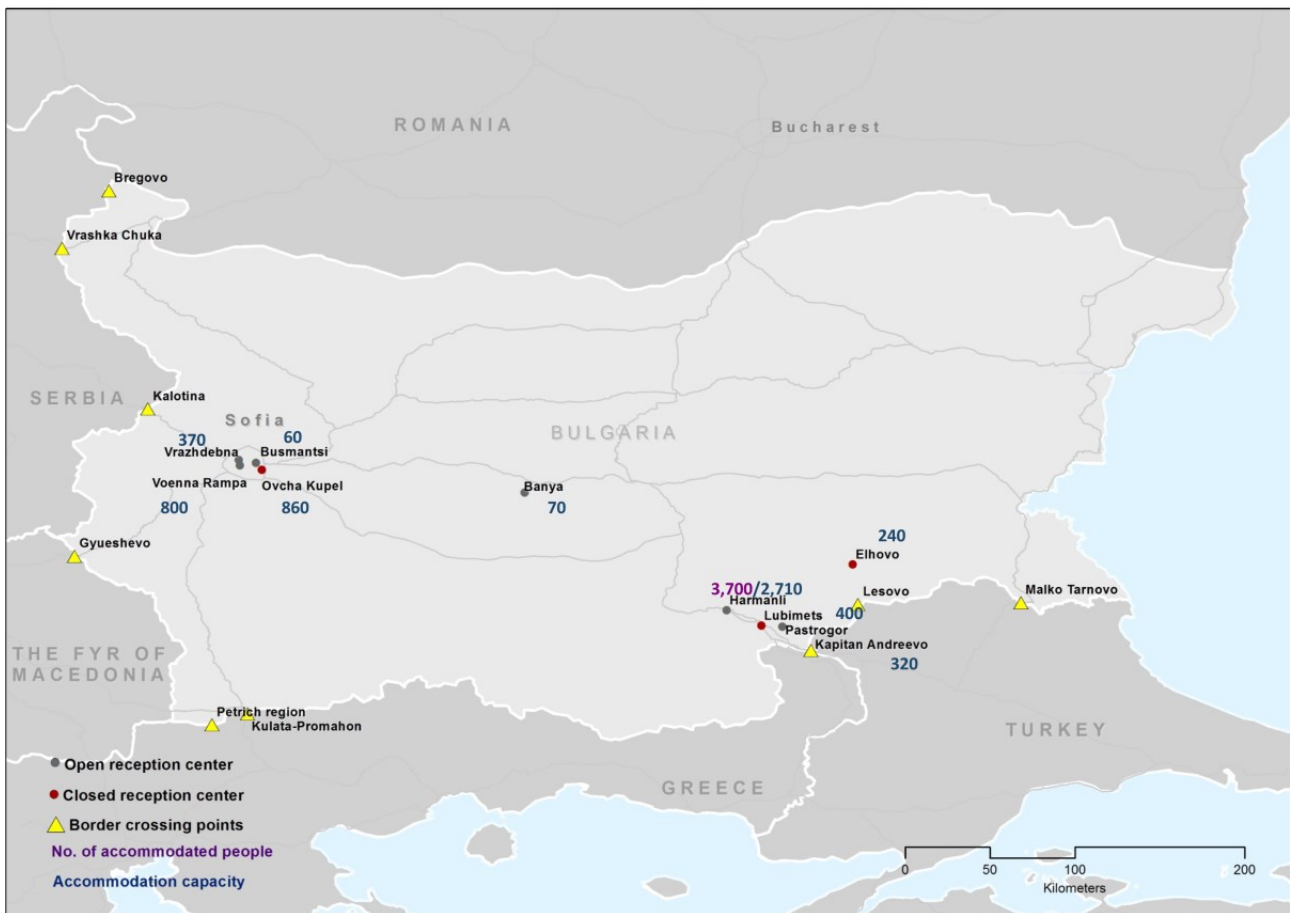 ROMANIA
Bucharest
Bregovo
Vrashka Chuka
SERBIA
Kalotina
Sofia
BULGARIA
370
60
Vrazhdebna
Busmantsi
Voenna Rampa
Ovcha Kupel
800
860
Banya
70
Gyueshevo
240
Elhovo
3,700/2,710
Harmanli
Lesovo
Malko Tarnovo
Lubimets
400
Pastrogor
Kapitan Andreevo
320
THE FYR OF
MACEDONIA
Petrich region
Kulata-Promahon
TURKEY
GREECE
Open reception center
Closed reception center
Border crossing points
No. of accommodated people
Accommodation capacity
0 50 100 200
Kilometers